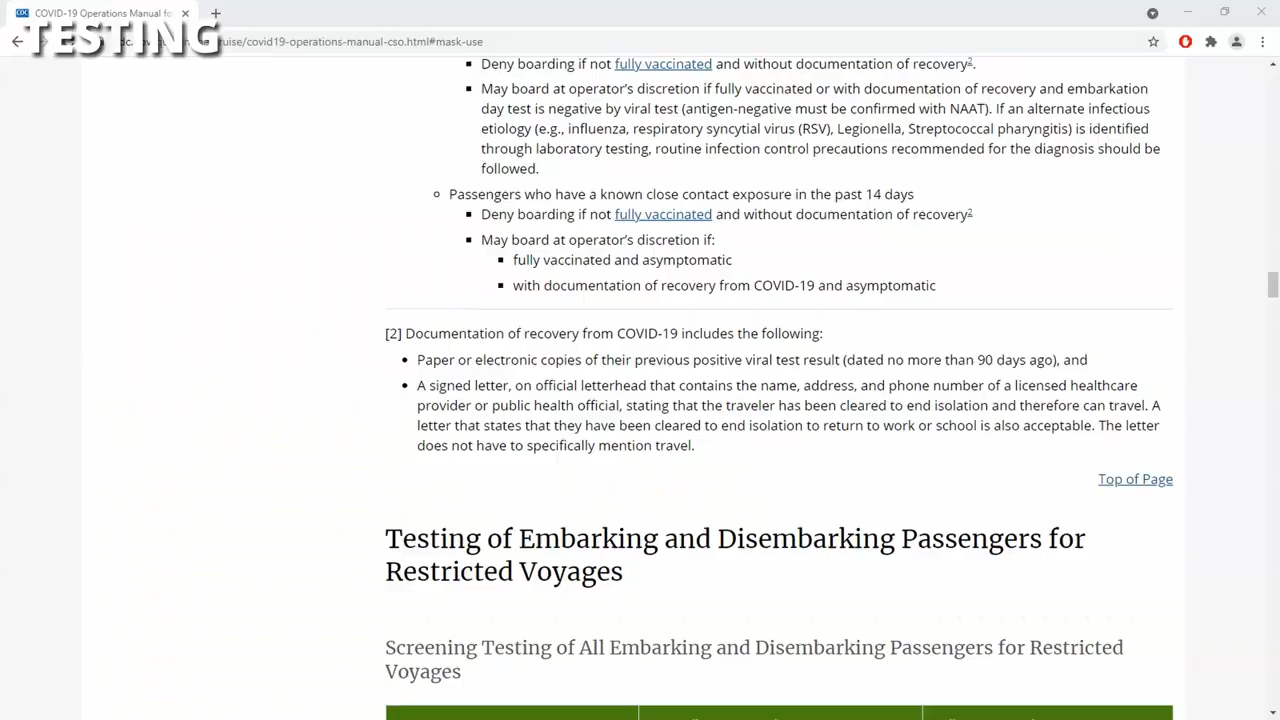 COVID-19 Operations Manual fo
TESTING
ruise/covid19-operations-manual-cso.html#mask-use
Deny boarding if not fully vaccinated and without documentation of recovery2.
May board at operator's discretion if fully vaccinated or with documentation of recovery and embarkation
day test is negative by viral test (antigen-negative must be confirmed with NAAT). If an alternate infectious
etiology (e.g., influenza, respiratory syncytial virus (RSV), Legionella, Streptococcal pharyngitis) is identified
through laboratory testing, routine infection control precautions recommended for the diagnosis should be
followed.
Passengers who have a known close contact exposure in the past 14 days
Deny boarding if not fully vaccinated and without documentation of recovery2
May board at operator's discretion if:
fully vaccinated and asymptomatic
with documentation of recovery from COVID-19 and asymptomatic
[2] Documentation of recovery from COVID-19 includes the following:
Paper or electronic copies of their previous positive viral test result (dated no more than 90 days ago), and
A signed letter, on official letterhead that contains the name, address, and phone number of a licensed healthcare
provider or public health official, stating that the traveler has been cleared to end isolation and therefore can travel. A
letter that states that they have been cleared to end isolation to return to work or school is also acceptable. The letter
does not have to specifically mention travel.
Top of Page
Testing of Embarking and Disembarking Passengers for
Restricted Voyages
Screening Testing of All Embarking and Disembarking Passengers for Restricted
Voyages